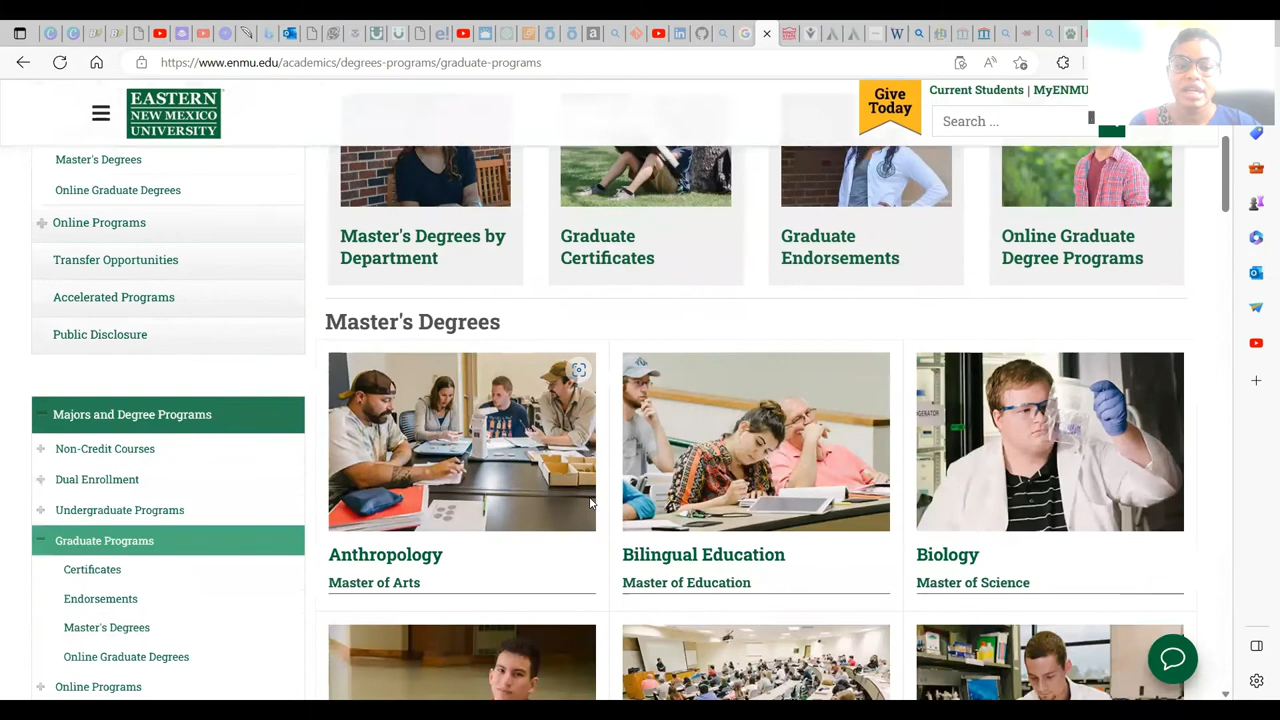 https://www.enmu.edu/academics/degrees-programs/graduate-programs
EASTERN
NEW MEXICO
UNIVERSITY
Give
Today
Current Students | MyENMU
Search ...
Master's Degrees
Online Graduate Degrees
Online Programs
Transfer Opportunities
Accelerated Programs
Public Disclosure
Majors and Degree Programs
Non-Credit Courses
Dual Enrollment
Undergraduate Programs
Graduate Programs
Certificates
Endorsements
Master's Degrees
Online Graduate Degrees
Online Programs
Master's Degrees by
Department
Graduate
Certificates
Graduate
Endorsements
Online Graduate
Degree Programs
Master's Degrees
Anthropology
Master of Arts
Bilingual Education
Master of Education
Biology
Master of Science